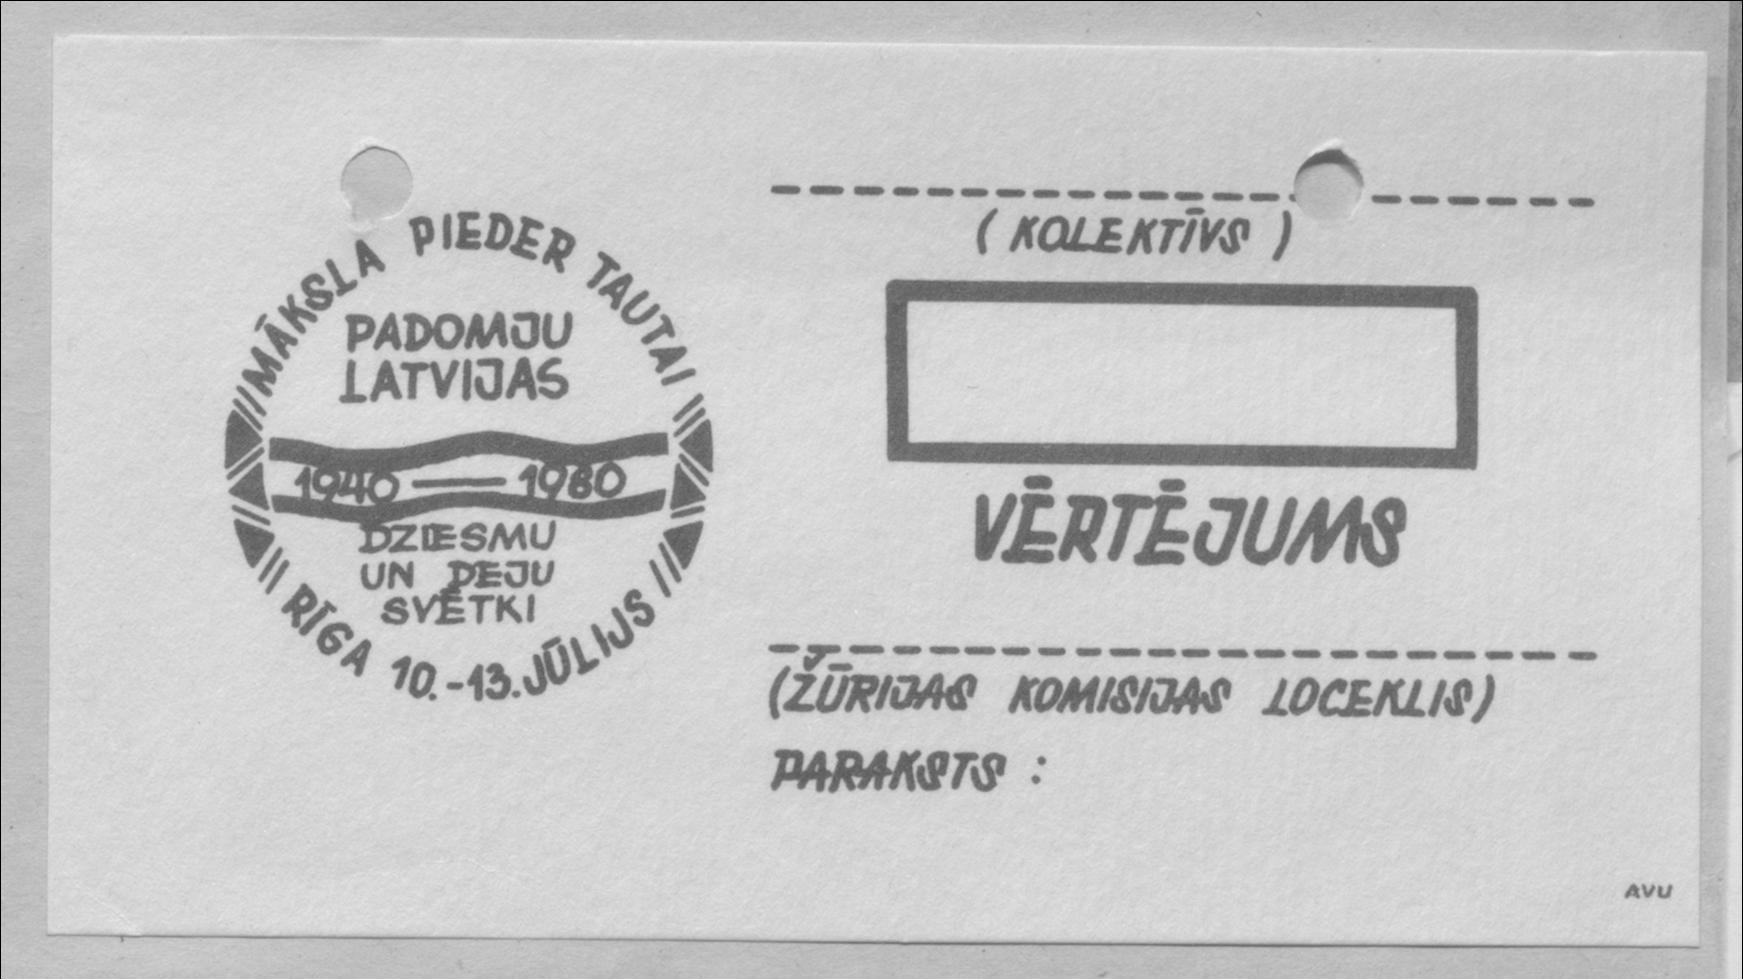 MĀKSLA PIEDER TAUTAI
PADOMJU
LATVIJAS
1940 — 1980
DZIESMU
UN DEJU
SVĒTKI
RĪGA 10.-13. JŪLIJS
( KOLEKTĪVS )
VĒRTĒJUMS
(ŽŪRIJAS KOMISIJAS LOCEKLIS)
PARAKSTS :
AVU